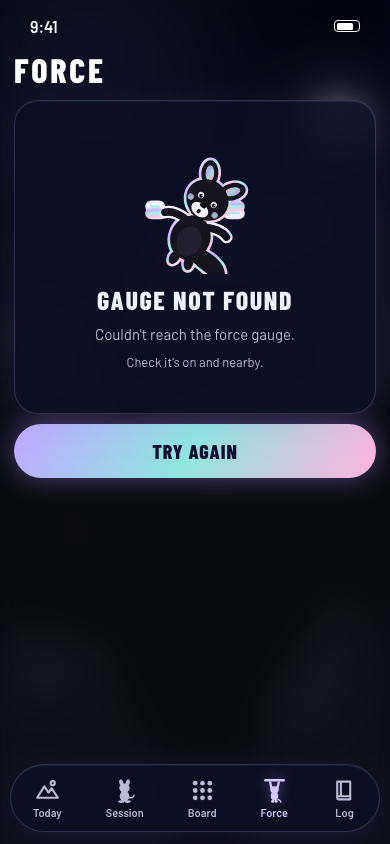 9:41
FORCE
GAUGE NOT FOUND
Couldn't reach the force gauge.
Check it's on and nearby.
TRY AGAIN
Today
Session
Board
Force
Log